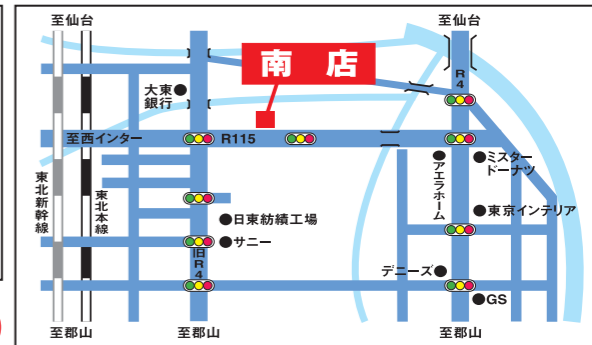 至仙台
至仙台
南店
R4
大東
銀行
至西インター
R115
ミスター
ドーナツ
アエラホーム
東北新幹線
東北本線
東京インテリア
日東紡績工場
サニー
旧R4
デニーズ
GS
至郡山
至郡山
至郡山